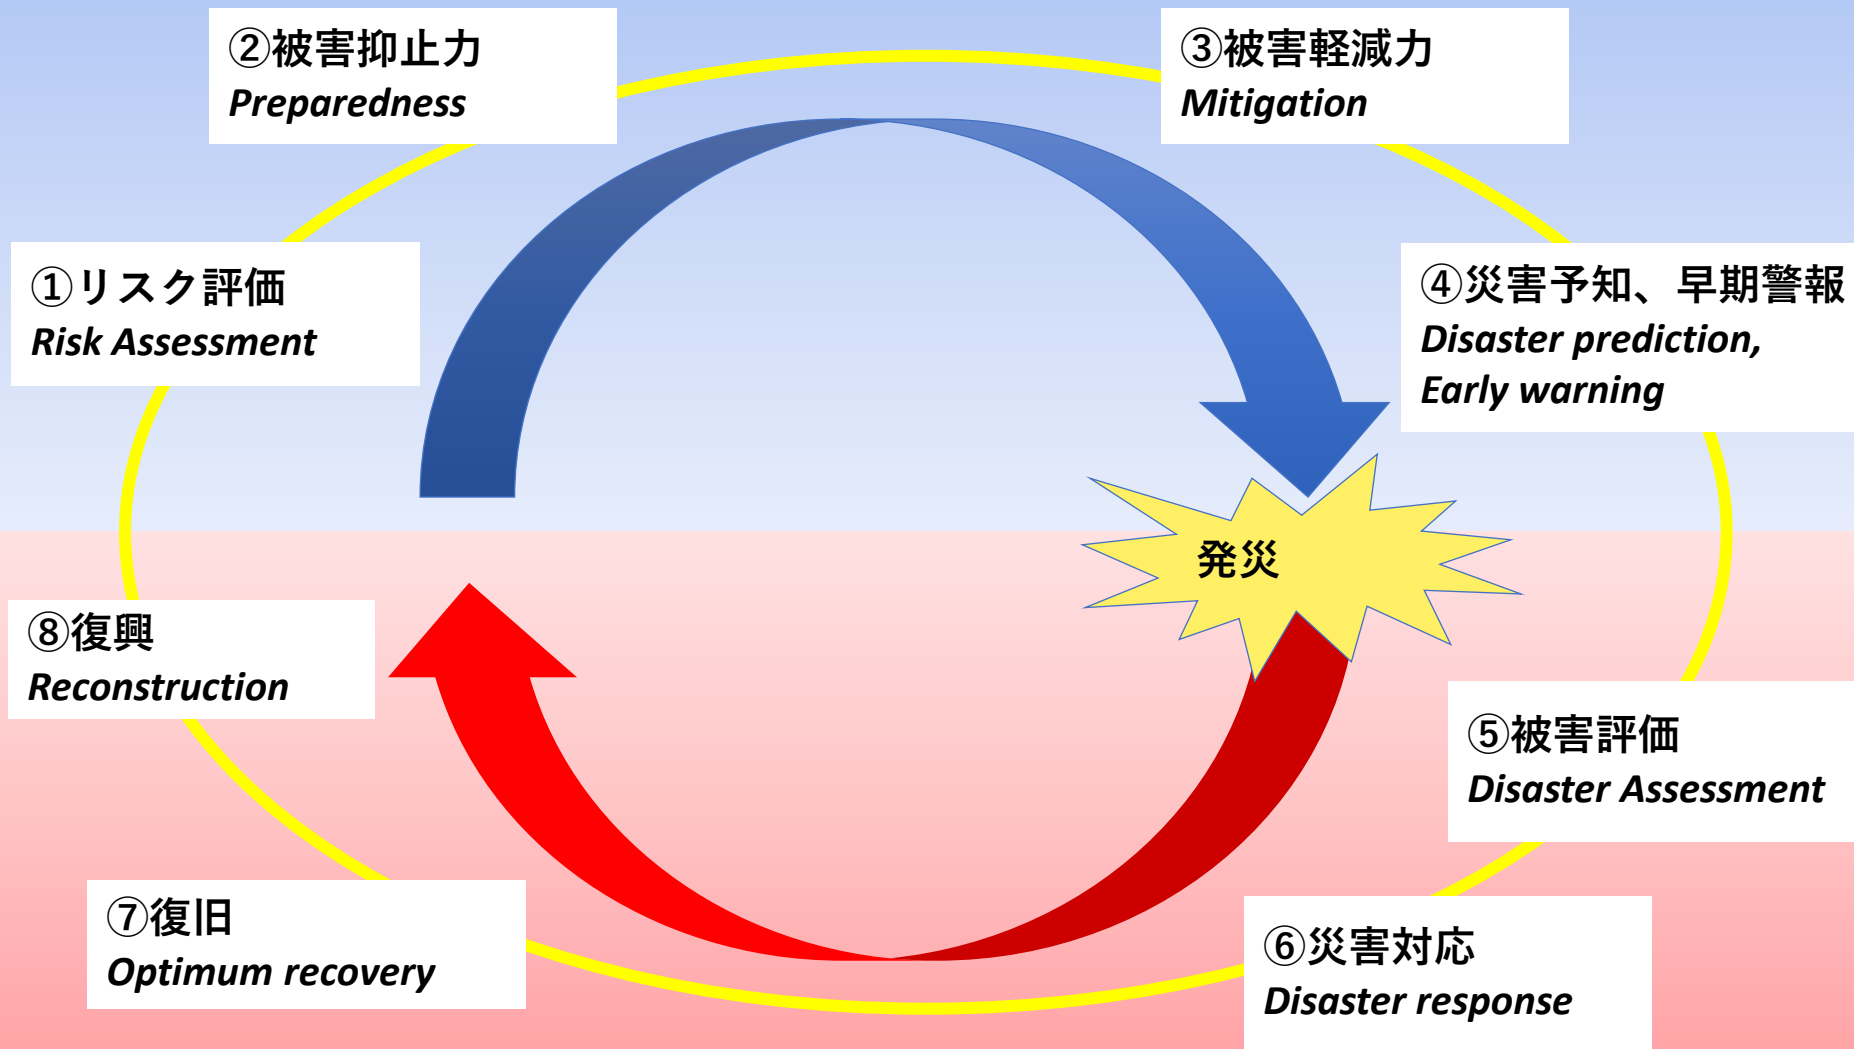 ②被害抑止力
Preparedness
③被害軽減力
Mitigation
①リスク評価
Risk Assessment
④災害予知、早期警報
Disaster prediction,
Early warning
発災
⑧復興
Reconstruction
⑤被害評価
Disaster Assessment
⑦復旧
Optimum recovery
⑥災害対応
Disaster response